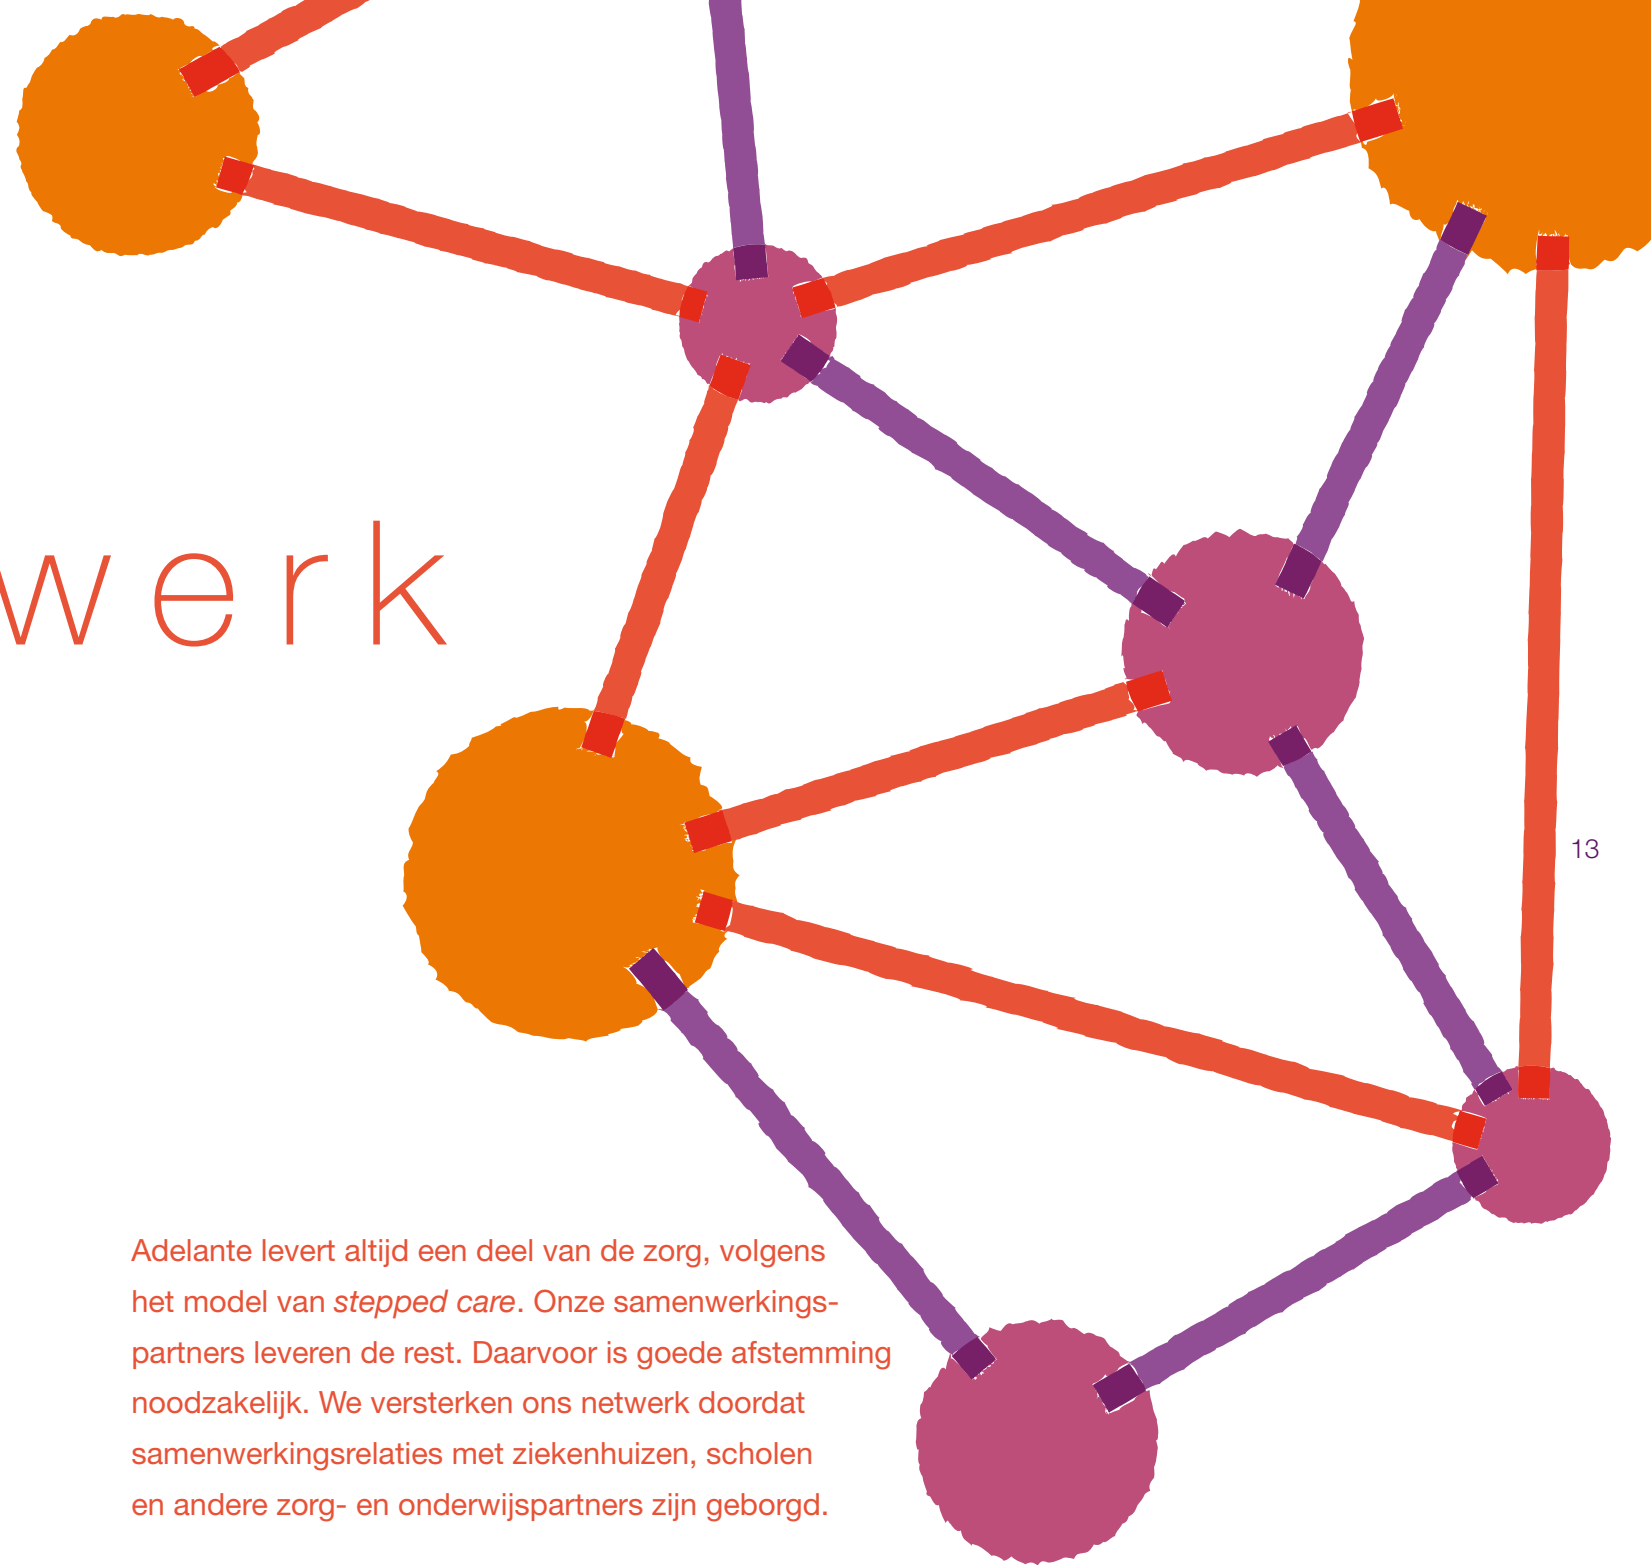 werk
13
Adelante levert altijd een deel van de zorg, volgens
het model van stepped care. Onze samenwerkings-
partners leveren de rest. Daarvoor is goede afstemming
noodzakelijk. We versterken ons netwerk doordat
samenwerkingsrelaties met ziekenhuizen, scholen
en andere zorg- en onderwijspartners zijn geborgd.